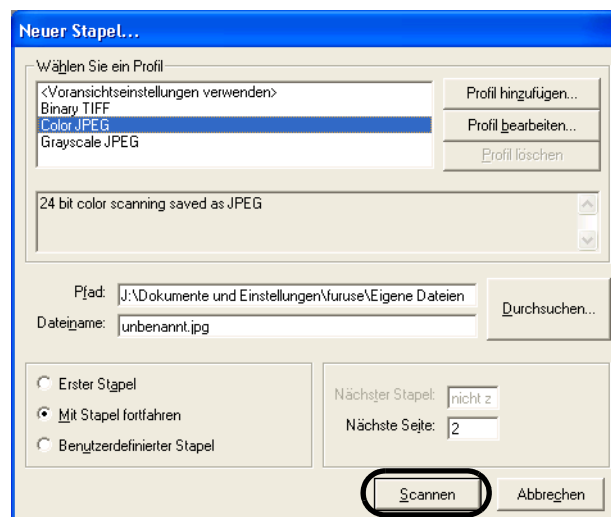 Neuer Stapel...
Wählen Sie ein Profil
<Voransichtseinstellungen verwenden>
Binary TIFF
Color JPEG
Grayscale JPEG
Profil hinzufügen...
Profil bearbeiten...
Profil löschen
24 bit color scanning saved as JPEG
Pfad: J:\Dokumente und Einstellungen\furuse\Eigene Dateien
Dateiname: unbenannt.jpg
Durchsuchen...
Erster Stapel
Mit Stapel fortfahren
Benutzerdefinierter Stapel
Nächster Stapel: nicht z
Nächste Seite: 2
Scannen
Abbrechen